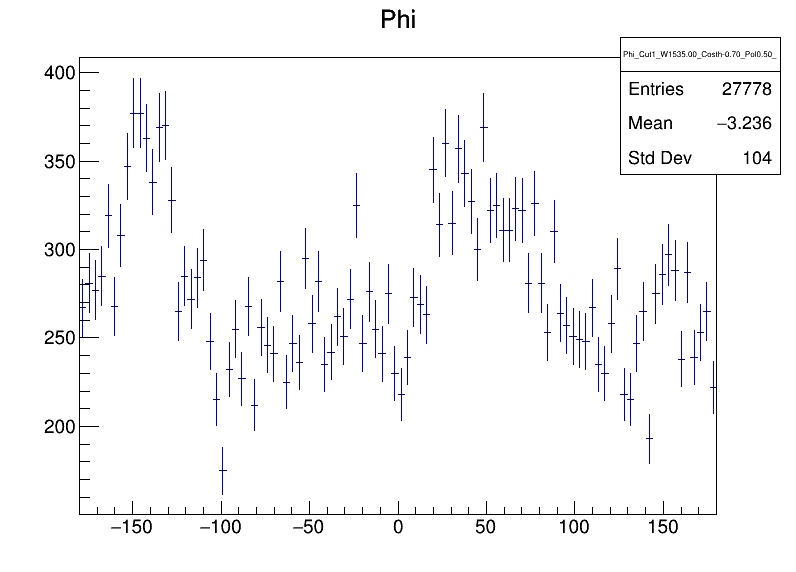 Phi
Phi_Cut1_W1535.00_Costh-0.70_Pol0.50_
Entries 27778
Mean −3.236
Std Dev 104
400
350
300
250
200
−150 −100 −50 0 50 100 150